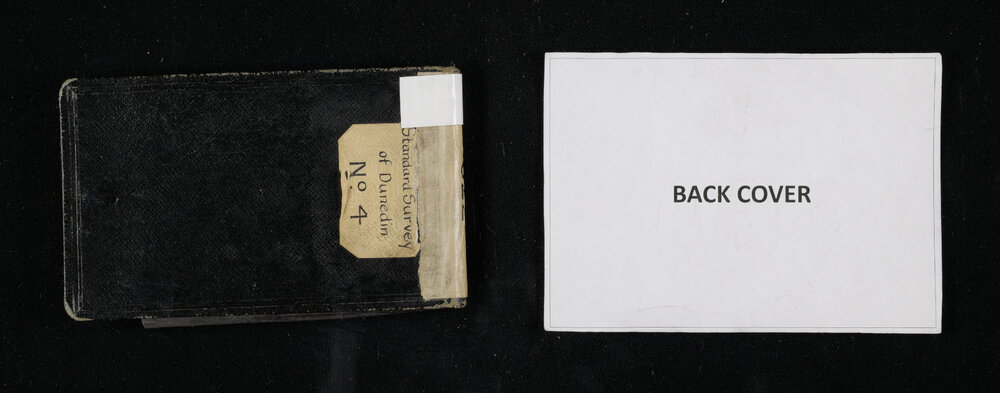 Standard Survey
of Dunedin
No. 4
BACK COVER